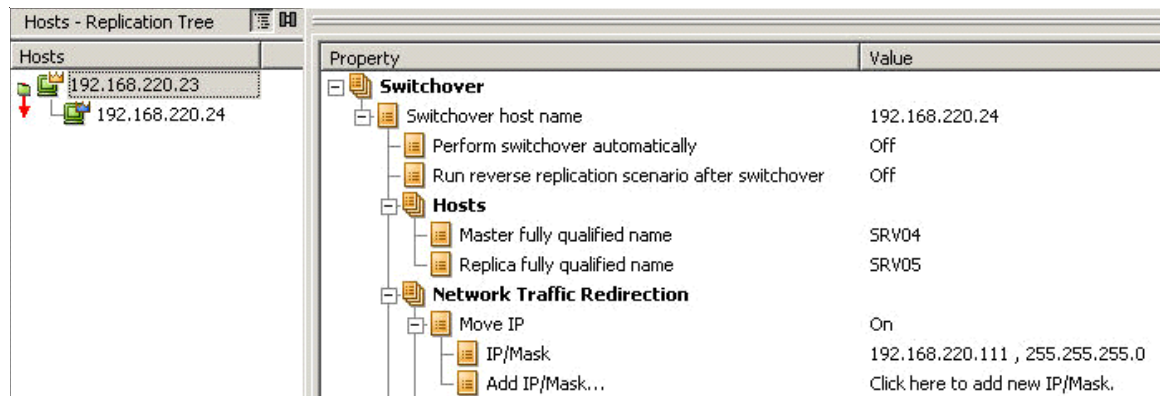 Hosts - Replication Tree
Hosts
192.168.220.23
192.168.220.24
Property Value
Switchover
Switchover host name 192.168.220.24
Perform switchover automatically Off
Run reverse replication scenario after switchover Off
Hosts
Master fully qualified name SRV04
Replica fully qualified name SRV05
Network Traffic Redirection
Move IP On
IP/Mask 192.168.220.111 , 255.255.255.0
Add IP/Mask... Click here to add new IP/Mask.